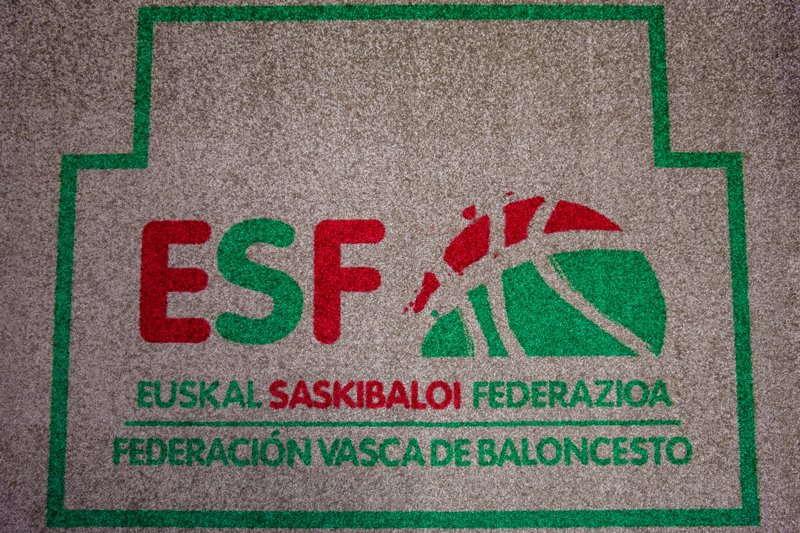 ESF
EUSKAL SASKIBALOI FEDERAZIOA
FEDERACIÓN VASCA DE BALONCESTO